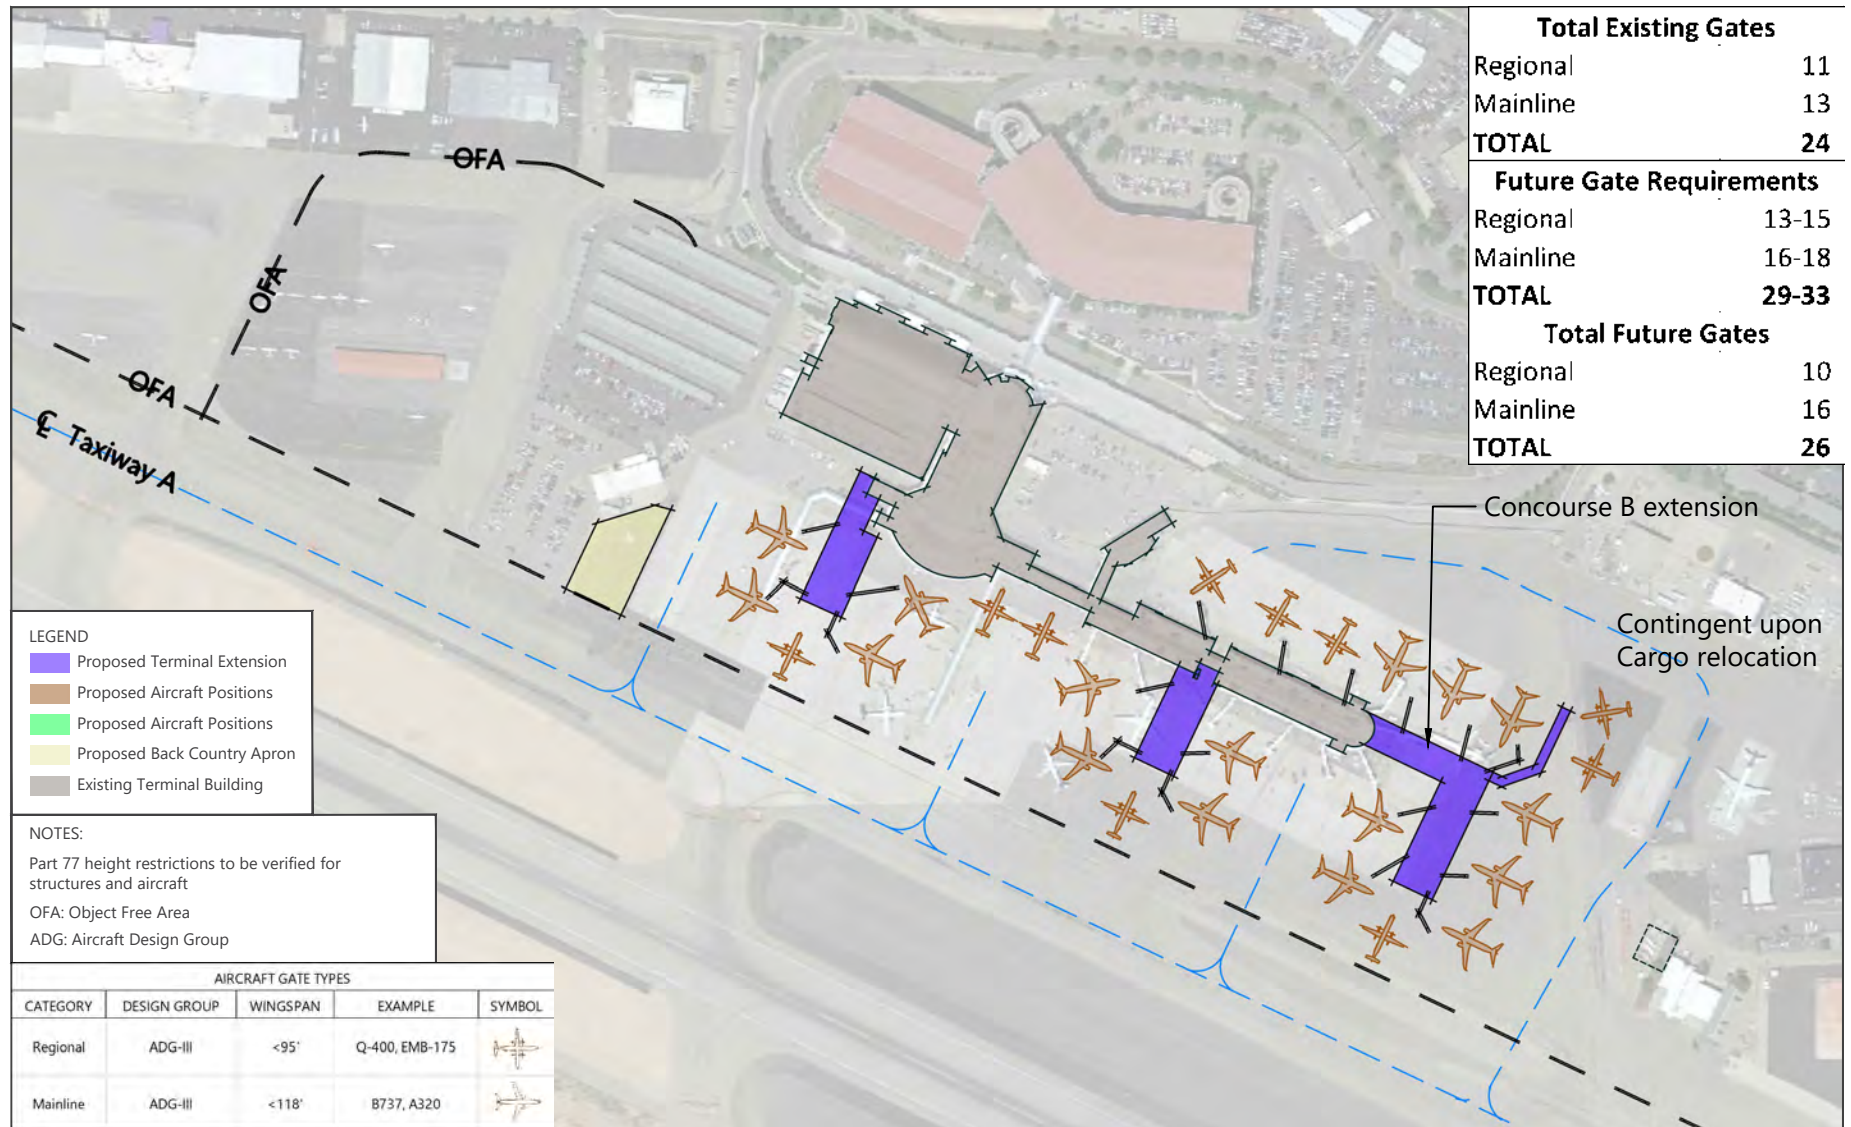 Total Existing Gates
Regional 11
Mainline 13
TOTAL 24
Future Gate Requirements
Regional 13-15
Mainline 16-18
TOTAL 29-33
Total Future Gates
Regional 10
Mainline 16
TOTAL 26
OFA
OFA
OFA
℄ Taxiway A
Concourse B extension
Contingent upon
Cargo relocation
LEGEND
Proposed Terminal Extension
Proposed Aircraft Positions
Proposed Aircraft Positions
Proposed Back Country Apron
Existing Terminal Building
NOTES:
Part 77 height restrictions to be verified for
structures and aircraft
OFA: Object Free Area
ADG: Aircraft Design Group
AIRCRAFT GATE TYPES
CATEGORY DESIGN GROUP WINGSPAN EXAMPLE SYMBOL
Regional ADG-III <95' Q-400, EMB-175
Mainline ADG-III <118' B737, A320